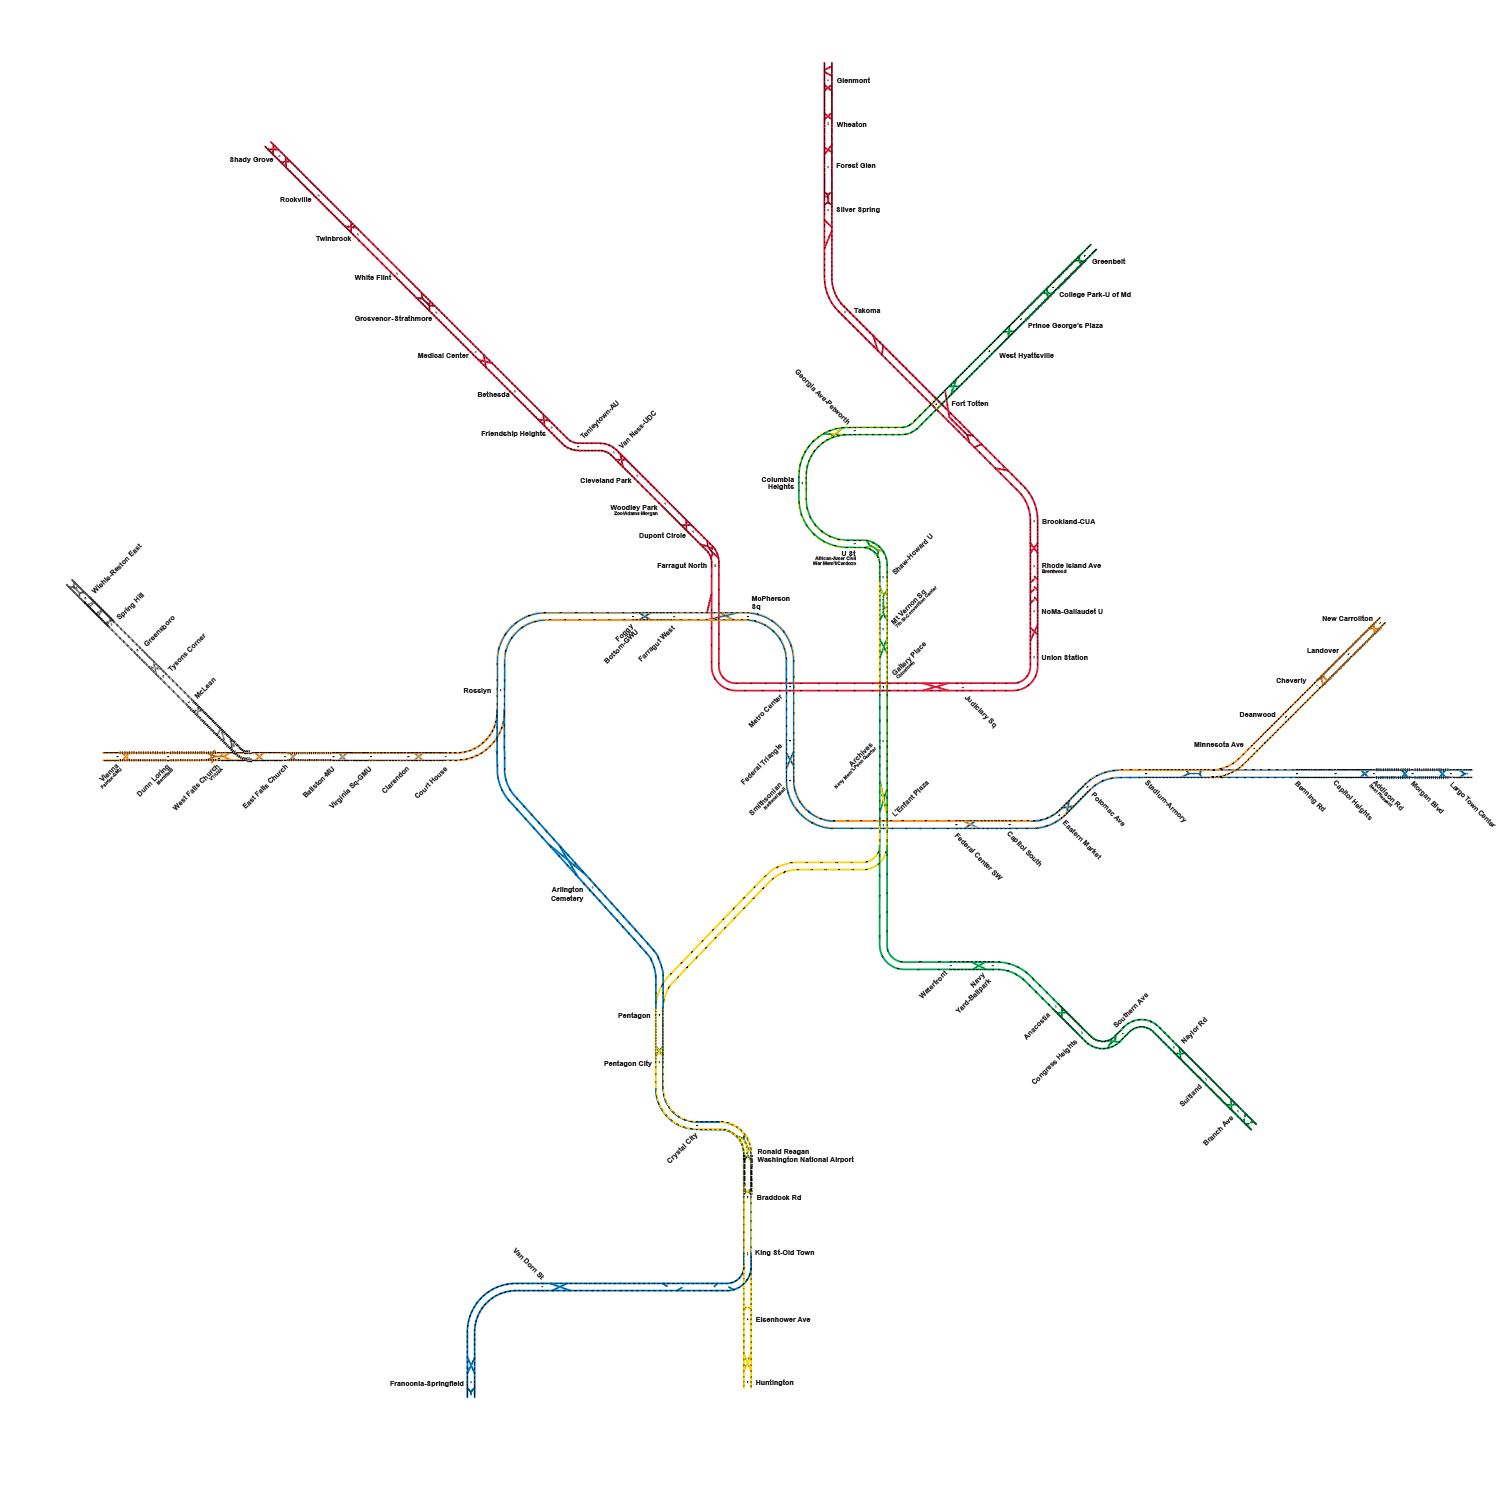 Glenmont
Wheaton
Forest Glen
Silver Spring
Takoma
Fort Totten
Brookland-CUA
Rhode Island Ave
Brentwood
NoMa-Gallaudet U
Union Station
Judiciary Sq
Shady Grove
Rockville
Twinbrook
White Flint
Grosvenor-Strathmore
Medical Center
Bethesda
Friendship Heights
Tenleytown-AU
Van Ness-UDC
Cleveland Park
Woodley Park
Zoo/Adams Morgan
Dupont Circle
Farragut North
Greenbelt
College Park-U of Md
Prince George's Plaza
West Hyattsville
Georgia Ave-Petworth
Columbia
Heights
U St
African-Amer Civil
War Mem'l/Cardozo
Shaw-Howard U
Mt Vernon Sq
7th St-Convention Center
Gallery Place
Chinatown
Archives
Navy Mem'l-Penn Quarter
L'Enfant Plaza
McPherson
Sq
Farragut West
Foggy
Bottom-GWU
Rosslyn
Metro Center
Federal Triangle
Smithsonian
Wiehle-Reston East
Spring Hill
Greensboro
Tysons Corner
McLean
Vienna
Fairfax-GMU
Dunn Loring
Merrifield
West Falls Church
VT/UVA
East Falls Church
Ballston-MU
Virginia Sq-GMU
Clarendon
Court House
New Carrollton
Landover
Cheverly
Deanwood
Minnesota Ave
Stadium-Armory
Potomac Ave
Eastern Market
Capitol South
Federal Center SW
Benning Rd
Capitol Heights
Addison Rd
Seat Pleasant
Morgan Blvd
Largo Town Center
Arlington
Cemetery
Pentagon
Pentagon City
Crystal City
Ronald Reagan
Washington National Airport
Braddock Rd
King St-Old Town
Eisenhower Ave
Huntington
Van Dorn St
Franconia-Springfield
Waterfront
Navy
Yard-Ballpark
Anacostia
Congress Heights
Southern Ave
Naylor Rd
Suitland
Branch Ave